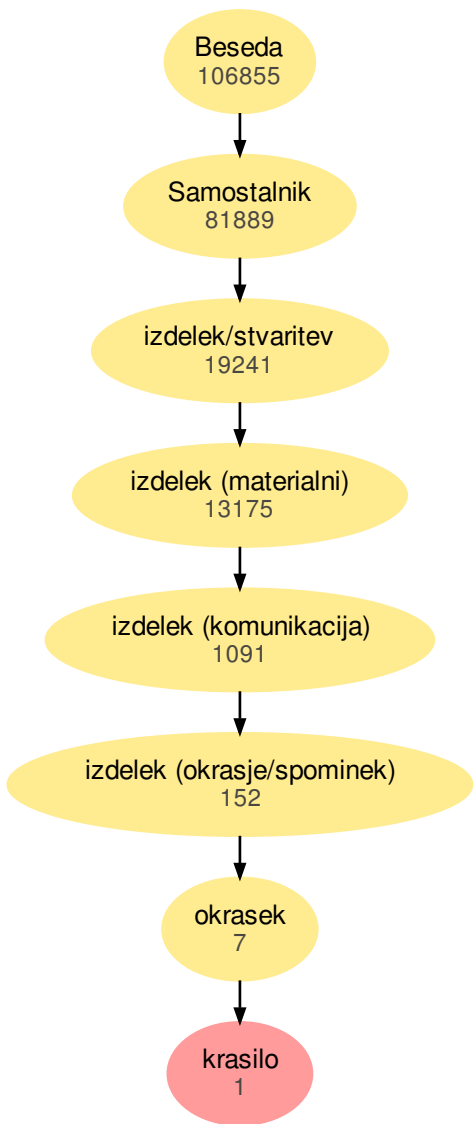 Beseda
106855
Samostalnik
81889
izdelek/stvaritev
19241
izdelek (materialni)
13175
izdelek (komunikacija)
1091
izdelek (okrasje/spominek)
152
okrasek
7
krasilo
1